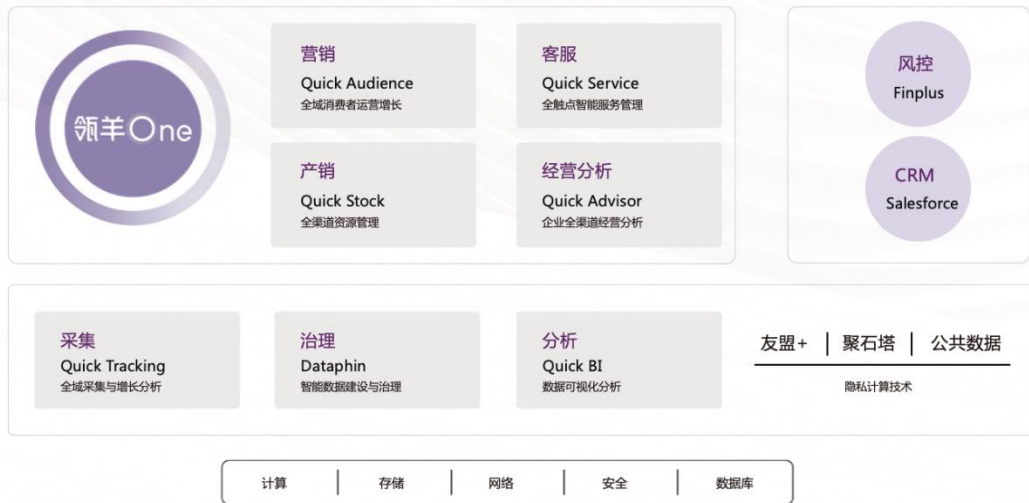 瓴羊One
营销
Quick Audience
全域消费者运营增长
客服
Quick Service
全触点智能服务管理
产销
Quick Stock
全渠道资源管理
经营分析
Quick Advisor
企业全渠道经营分析
风控
Finplus
CRM
Salesforce
采集
Quick Tracking
全域采集与增长分析
治理
Dataphin
智能数据建设与治理
分析
Quick BI
数据可视化分析
友盟+ | 聚石塔 | 公共数据
隐私计算技术
计算 | 存储 | 网络 | 安全 | 数据库